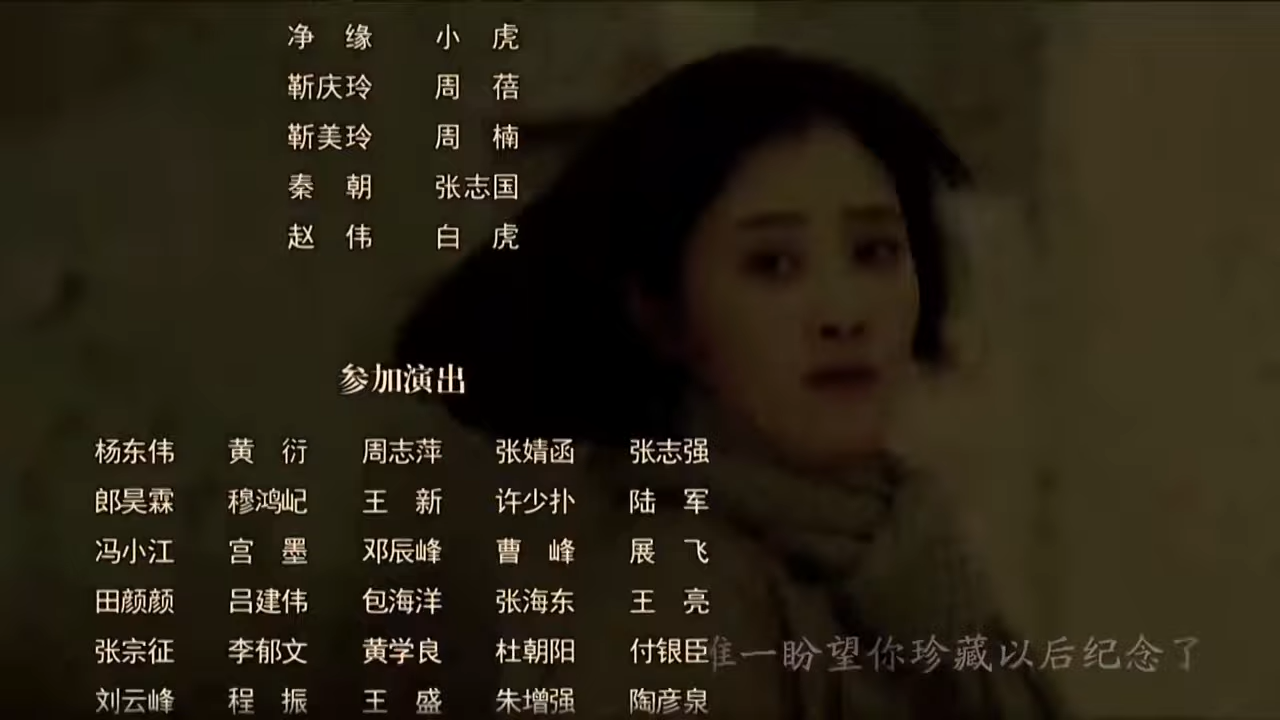 净缘 小虎
靳庆玲 周蓓
靳美玲 周楠
秦朝 张志国
赵伟 白虎
参加演出
杨东伟 黄衍 周志萍 张婧函 张志强
郎昊霖 穆鸿屺 王新 许少扑 陆军
冯小江 宫墨 邓辰峰 曹峰 展飞
田颜颜 吕建伟 包海洋 张海东 王亮
张宗征 李郁文 黄学良 杜朝阳 付银臣
唯一盼望你珍藏以后纪念了
刘云峰 程振 王盛 朱增强 陶彦泉